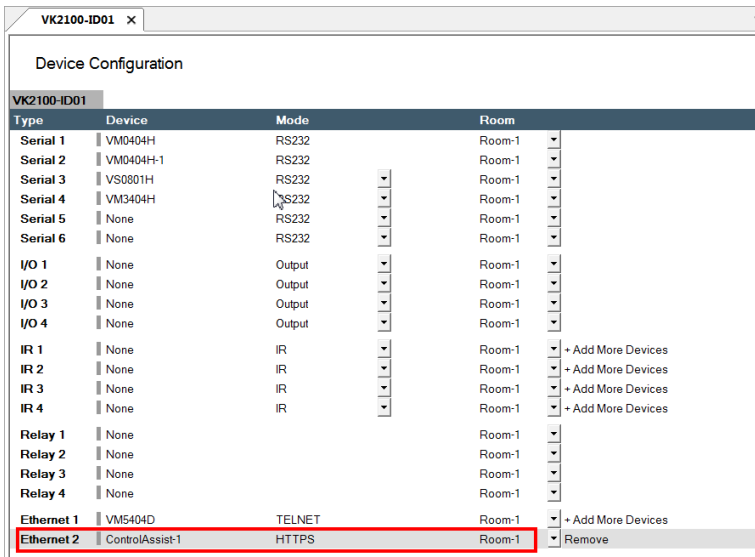 VK2100-ID01 X
Device Configuration
VK2100-ID01
Type Device Mode Room
Serial 1 VM0404H RS232 Room-1
Serial 2 VM0404H-1 RS232 Room-1
Serial 3 VS0801H RS232 Room-1
Serial 4 VM3404H RS232 Room-1
Serial 5 None RS232 Room-1
Serial 6 None RS232 Room-1
I/O 1 None Output Room-1
I/O 2 None Output Room-1
I/O 3 None Output Room-1
I/O 4 None Output Room-1
IR 1 None IR Room-1 + Add More Devices
IR 2 None IR Room-1 + Add More Devices
IR 3 None IR Room-1 + Add More Devices
IR 4 None IR Room-1 + Add More Devices
Relay 1 None Room-1
Relay 2 None Room-1
Relay 3 None Room-1
Relay 4 None Room-1
Ethernet 1 VM5404D TELNET Room-1 + Add More Devices
Ethernet 2 ControlAssist-1 HTTPS Room-1 Remove